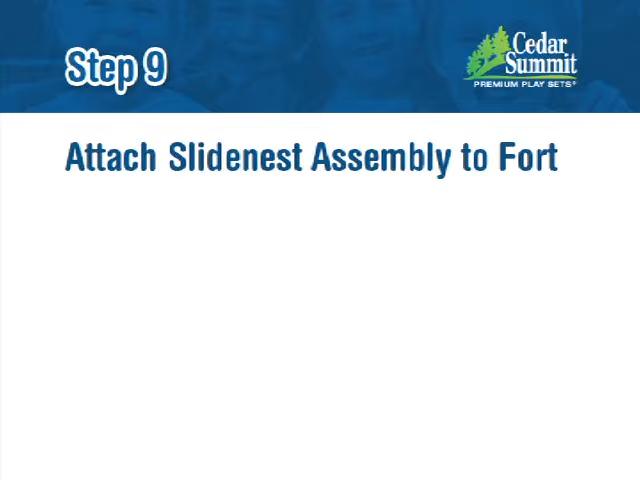 Step 9
Cedar
Summit
PREMIUM PLAY SETS®
Attach Slidenest Assembly to Fort